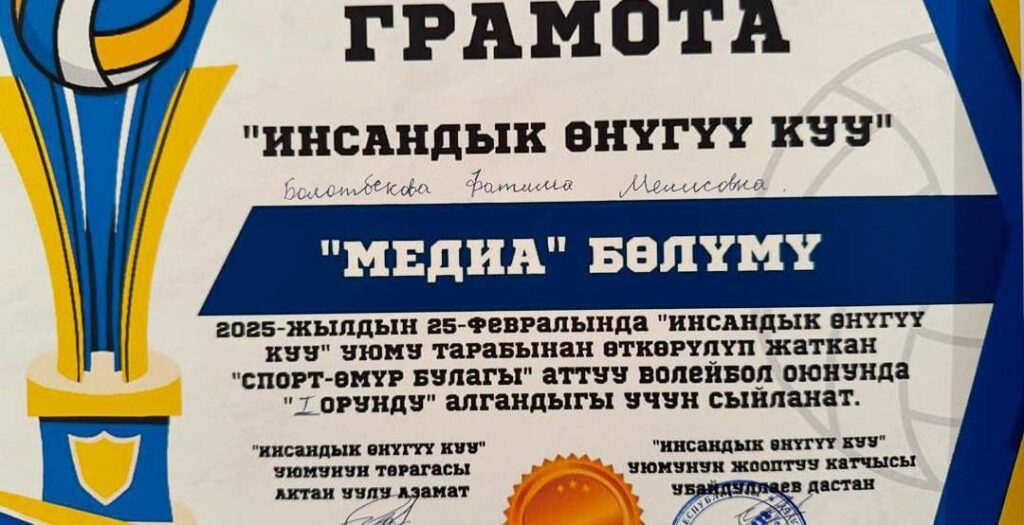 ГРАМОТА
"ИНСАНДЫК ӨНҮГҮҮ КУУ"
Болотбекова Фатима Мелисовна.
"МЕДИА" БӨЛҮМҮ
2025-ЖЫЛДЫН 25-ФЕВРАЛЫНДА "ИНСАНДЫК ӨНҮГҮҮ
КУУ" УЮМУ ТАРАБЫНАН ӨТКӨРҮЛҮП ЖАТКАН
"СПОРТ-ӨМҮР БУЛАГЫ" АТТУУ ВОЛЕЙБОЛ ОЮНУНДА
"I ОРУНДУ" АЛГАНДЫГЫ УЧУН СЫЙЛАНАТ.
"ИНСАНДЫК ӨНҮГҮҮ КУУ"
УЮМУНУН ТӨРАГАСЫ
АКТАН УУЛУ АЗАМАТ
"ИНСАНДЫК ӨНҮГҮҮ КУУ"
УЮМУНУН ЖООПТУУ КАТЧЫСЫ
УБАЙДУЛЛАЕВ ДАСТАН